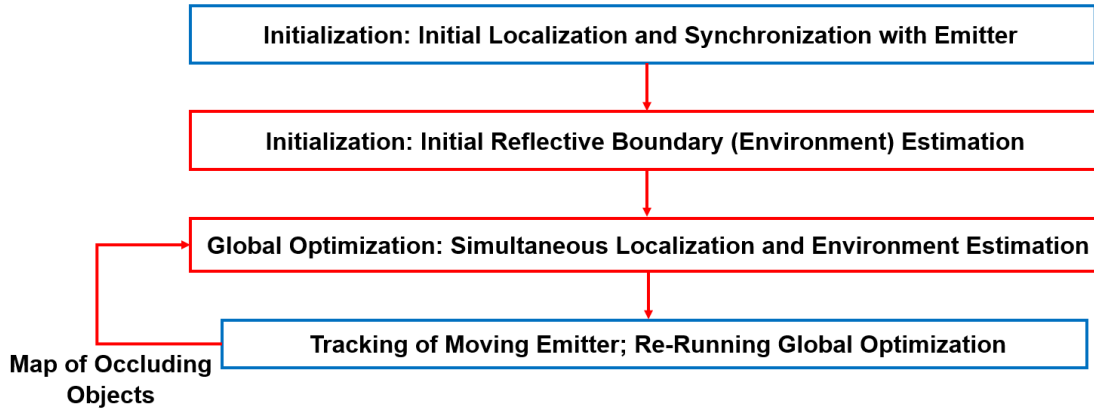 Initialization: Initial Localization and Synchronization with Emitter
Initialization: Initial Reflective Boundary (Environment) Estimation
Global Optimization: Simultaneous Localization and Environment Estimation
Tracking of Moving Emitter; Re-Running Global Optimization
Map of Occluding
Objects